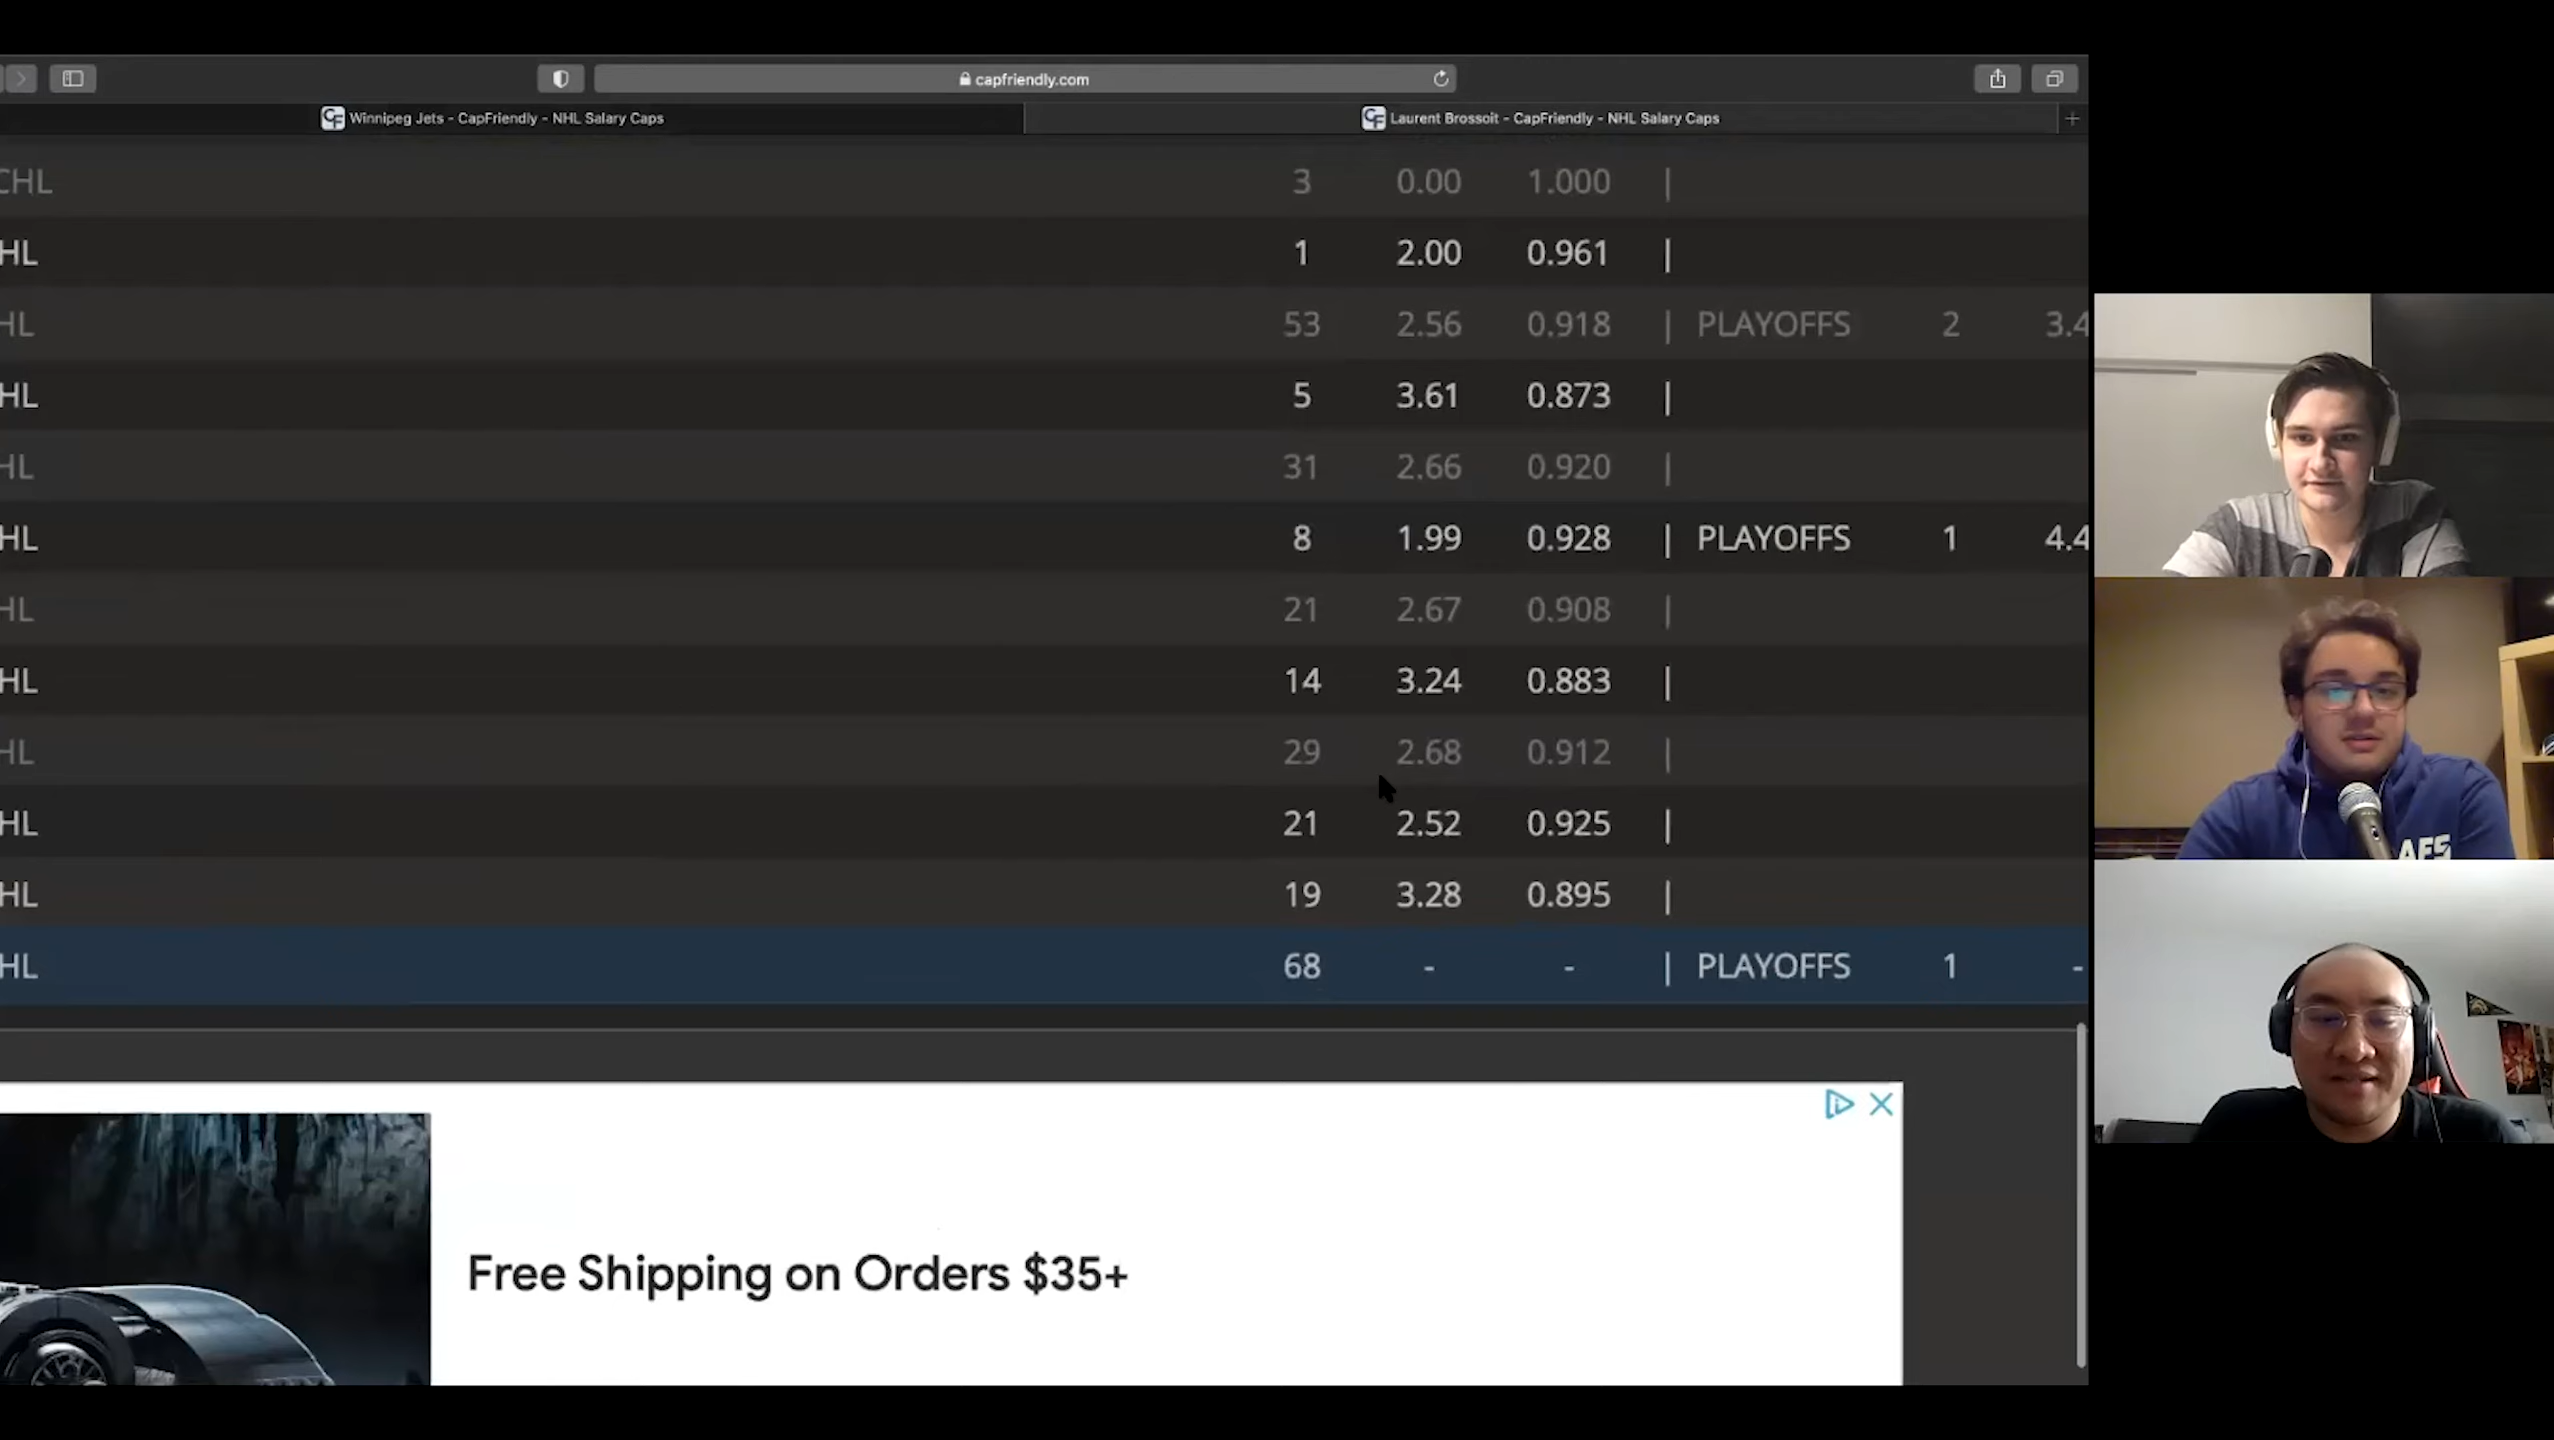 capfriendly.com
Winnipeg Jets - CapFriendly - NHL Salary Caps
Laurent Brossoit - CapFriendly - NHL Salary Caps
CHL 3 0.00 1.000 |
HL 1 2.00 0.961 |
HL 53 2.56 0.918 | PLAYOFFS 2 3.4
HL 5 3.61 0.873 |
HL 31 2.66 0.920 |
HL 8 1.99 0.928 | PLAYOFFS 1 4.4
HL 21 2.67 0.908 |
HL 14 3.24 0.883 |
HL 29 2.68 0.912 |
HL 21 2.52 0.925 |
HL 19 3.28 0.895 |
HL 68 - - | PLAYOFFS 1 -
Free Shipping on Orders $35+
AFS